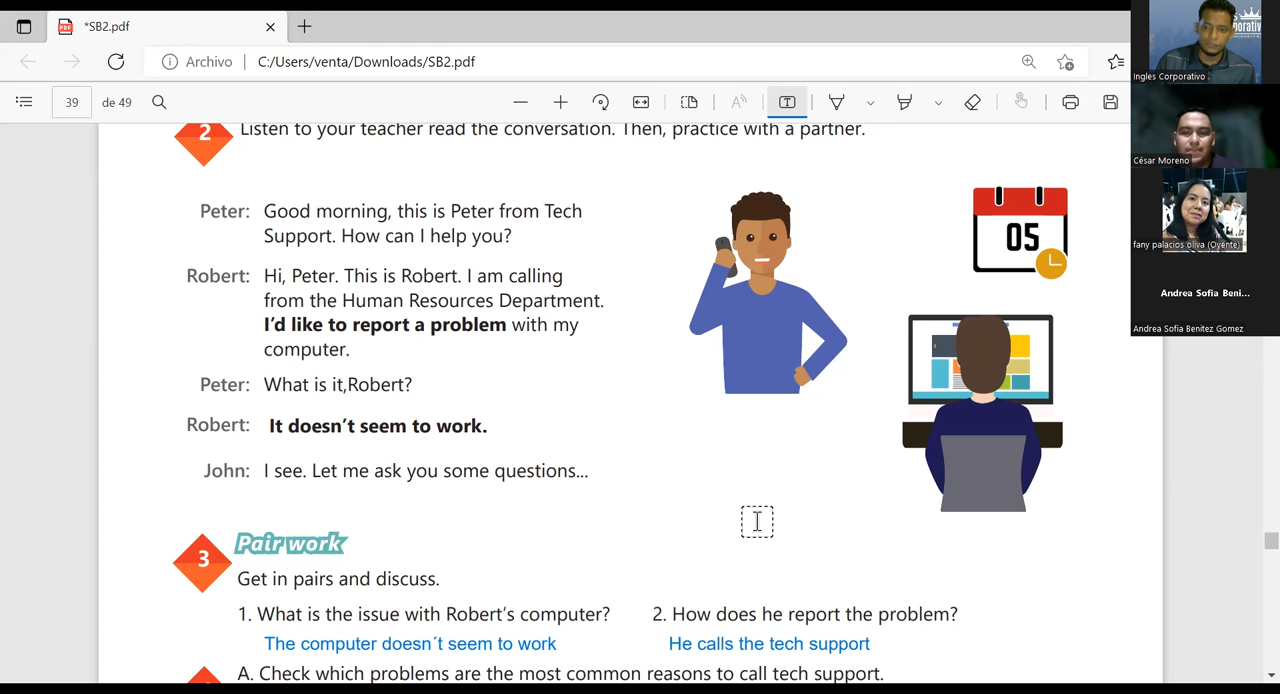 *SB2.pdf
Archivo
C:/Users/venta/Downloads/SB2.pdf
39
de 49
2
Listen to your teacher read the conversation. Then, practice with a partner.
Peter: Good morning, this is Peter from Tech
Support. How can I help you?
Robert: Hi, Peter. This is Robert. I am calling
from the Human Resources Department.
I'd like to report a problem with my
computer.
Peter: What is it,Robert?
Robert: It doesn't seem to work.
John: I see. Let me ask you some questions...
05
3
Pair work
Get in pairs and discuss.
1. What is the issue with Robert's computer?
2. How does he report the problem?
The computer doesn´t seem to work
He calls the tech support
A. Check which problems are the most common reasons to call tech support.
Ingles Corporativo
César Moreno
fany palacios oliva (Oyente)
Andrea Sofia Beni...
Andrea Sofia Benitez Gomez